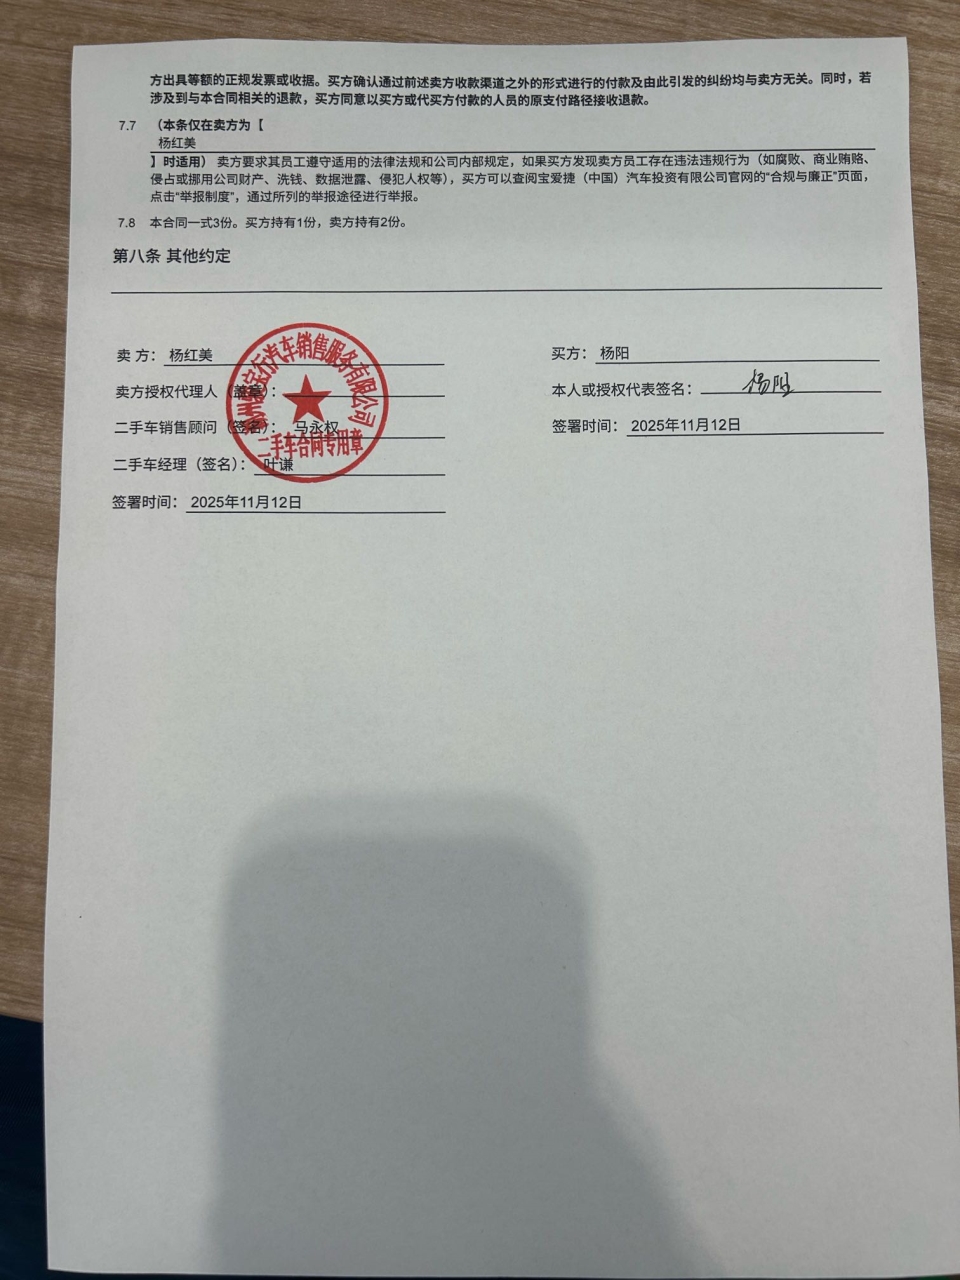 方出具等额的正规发票或收据。买方确认通过前述卖方收款渠道之外的形式进行的付款及由此引发的纠纷均与卖方无关。同时，若
涉及到与本合同相关的退款，买方同意以买方或代买方付款的人员的原支付路径接收退款。
7.7 （本条仅在卖方为【
杨红美
】时适用）卖方要求其员工遵守适用的法律法规和公司内部规定，如果买方发现卖方员工存在违法违规行为（如腐败、商业贿赂、
侵占或挪用公司财产、洗钱、数据泄露、侵犯人权等），买方可以查阅宝爱捷（中国）汽车投资有限公司官网的“合规与廉正”页面，
点击“举报制度”，通过所列的举报途径进行举报。
7.8 本合同一式3份。买方持有1份，卖方持有2份。
第八条 其他约定
卖 方： 杨红美
卖方授权代理人（盖章）：
二手车销售顾问（签名）： 马永权
二手车经理（签名）： 叶谦
签署时间： 2025年11月12日
宝行汽车销售服务有限公司
二手车合同专用章
买方： 杨阳
本人或授权代表签名： 杨阳
签署时间： 2025年11月12日